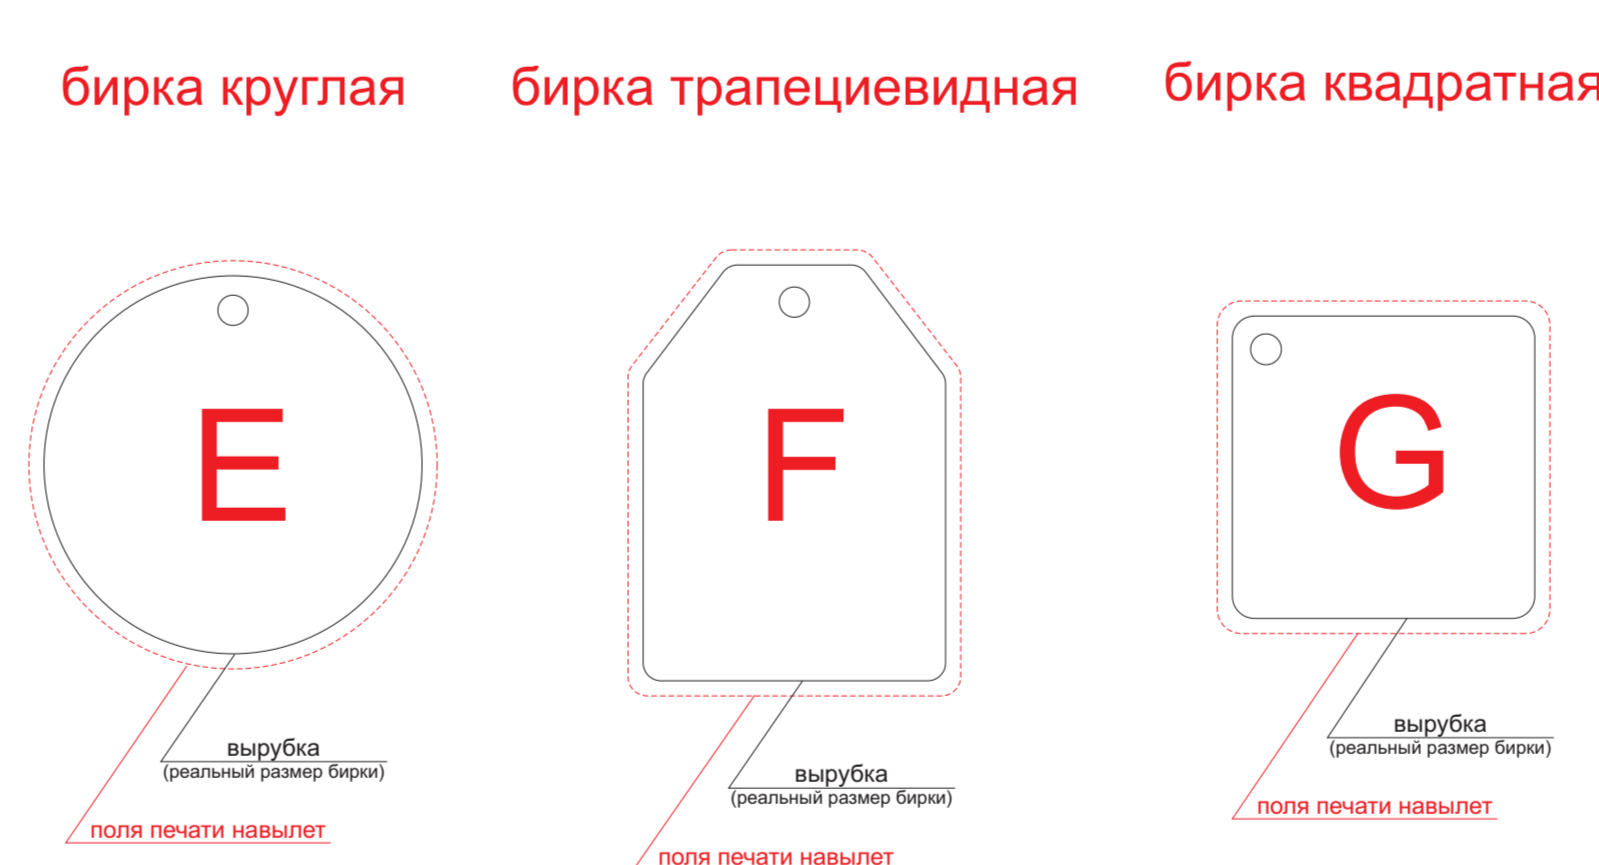 бирка круглая
бирка трапециевидная
бирка квадратная
E
F
G
вырубка
(реальный размер бирки)
поля печати навылет
вырубка
(реальный размер бирки)
поля печати навылет
вырубка
(реальный размер бирки)
поля печати навылет